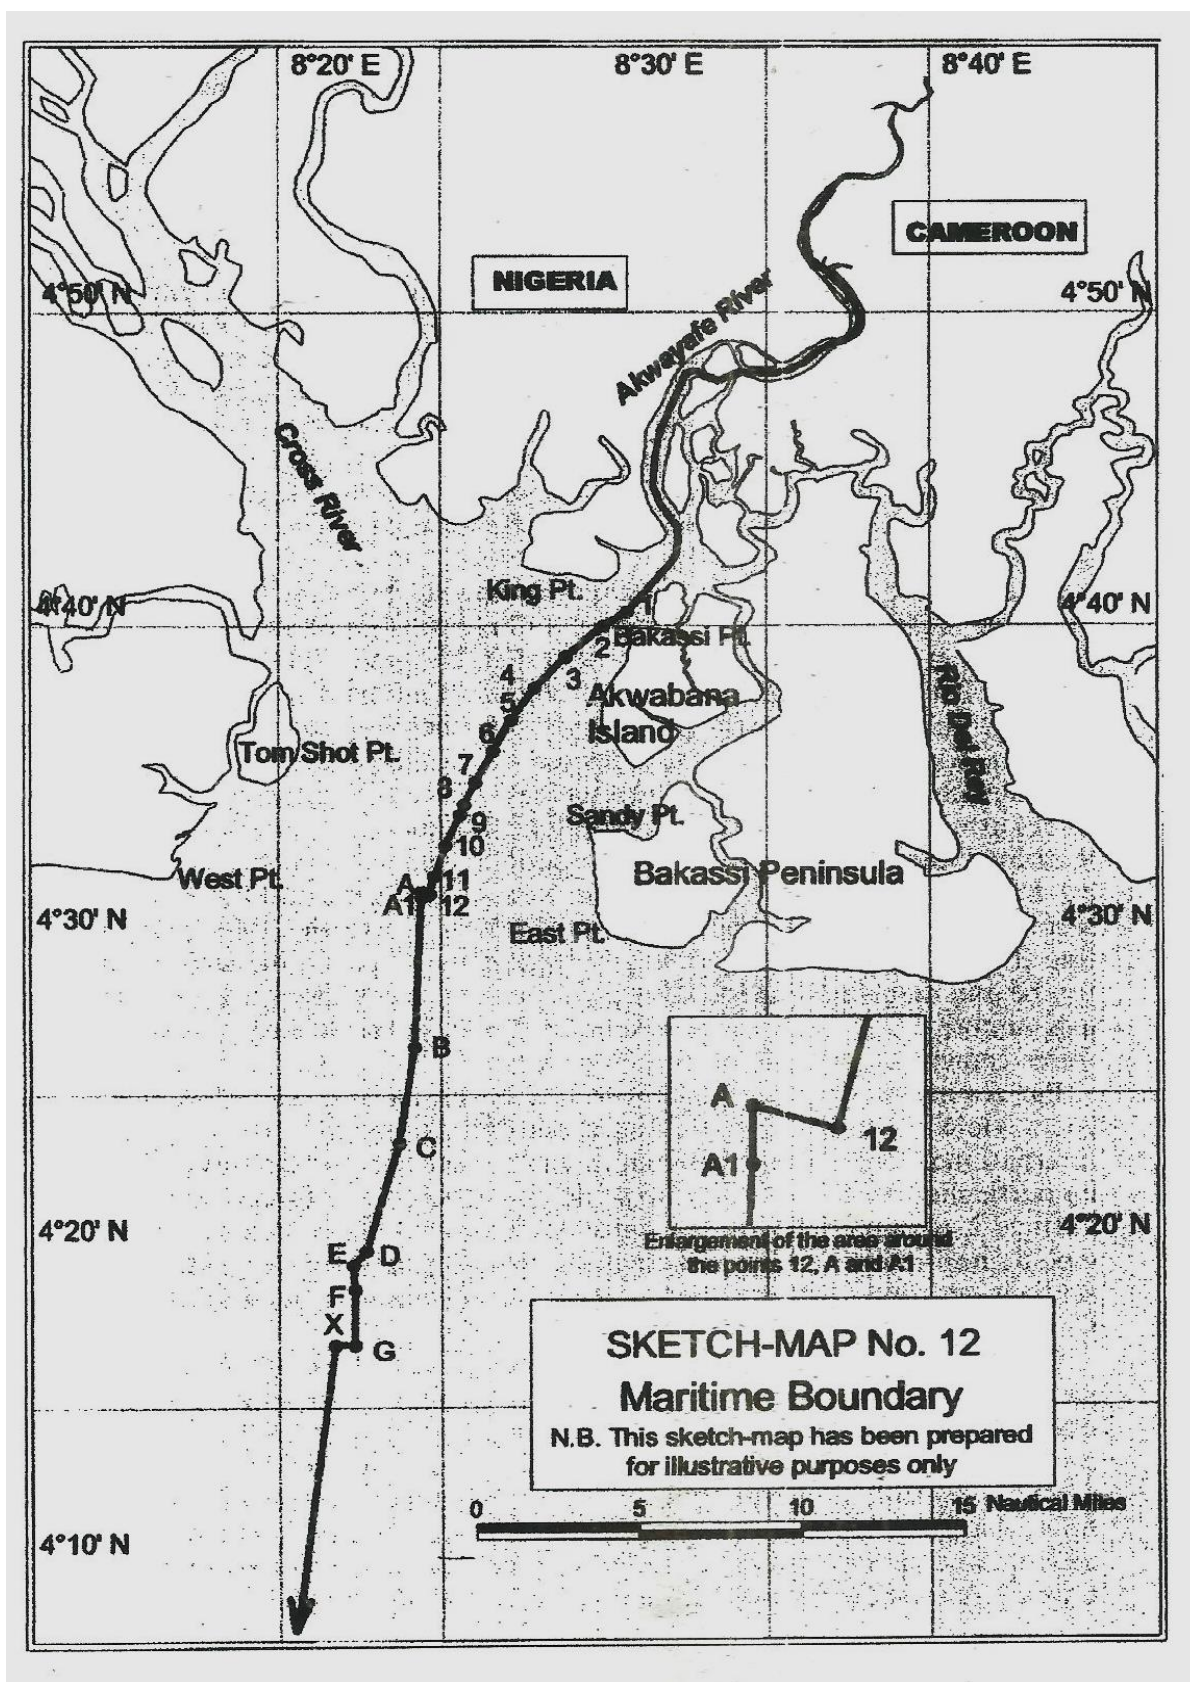 8°20' E
8°30' E
8°40' E
CAMEROON
NIGERIA
4°50' N
4°50' N
Akwayafe River
Cross River
King Pt.
4°40' N
4°40' N
1
Bakassi Pt.
2
3
4
Akwabana
Island
5
Rio Del Rey
6
Tom Shot Pt.
7
8
Sandy Pt.
9
10
West Pt.
Bakassi Peninsula
A
11
A1
12
4°30' N
4°30' N
East Pt.
B
A
12
A1
C
4°20' N
4°20' N
Enlargement of the area around
the points 12, A and A1
E
D
F
X
G
SKETCH-MAP No. 12
Maritime Boundary
N.B. This sketch-map has been prepared
for illustrative purposes only
0
5
10
15
Nautical Miles
4°10' N